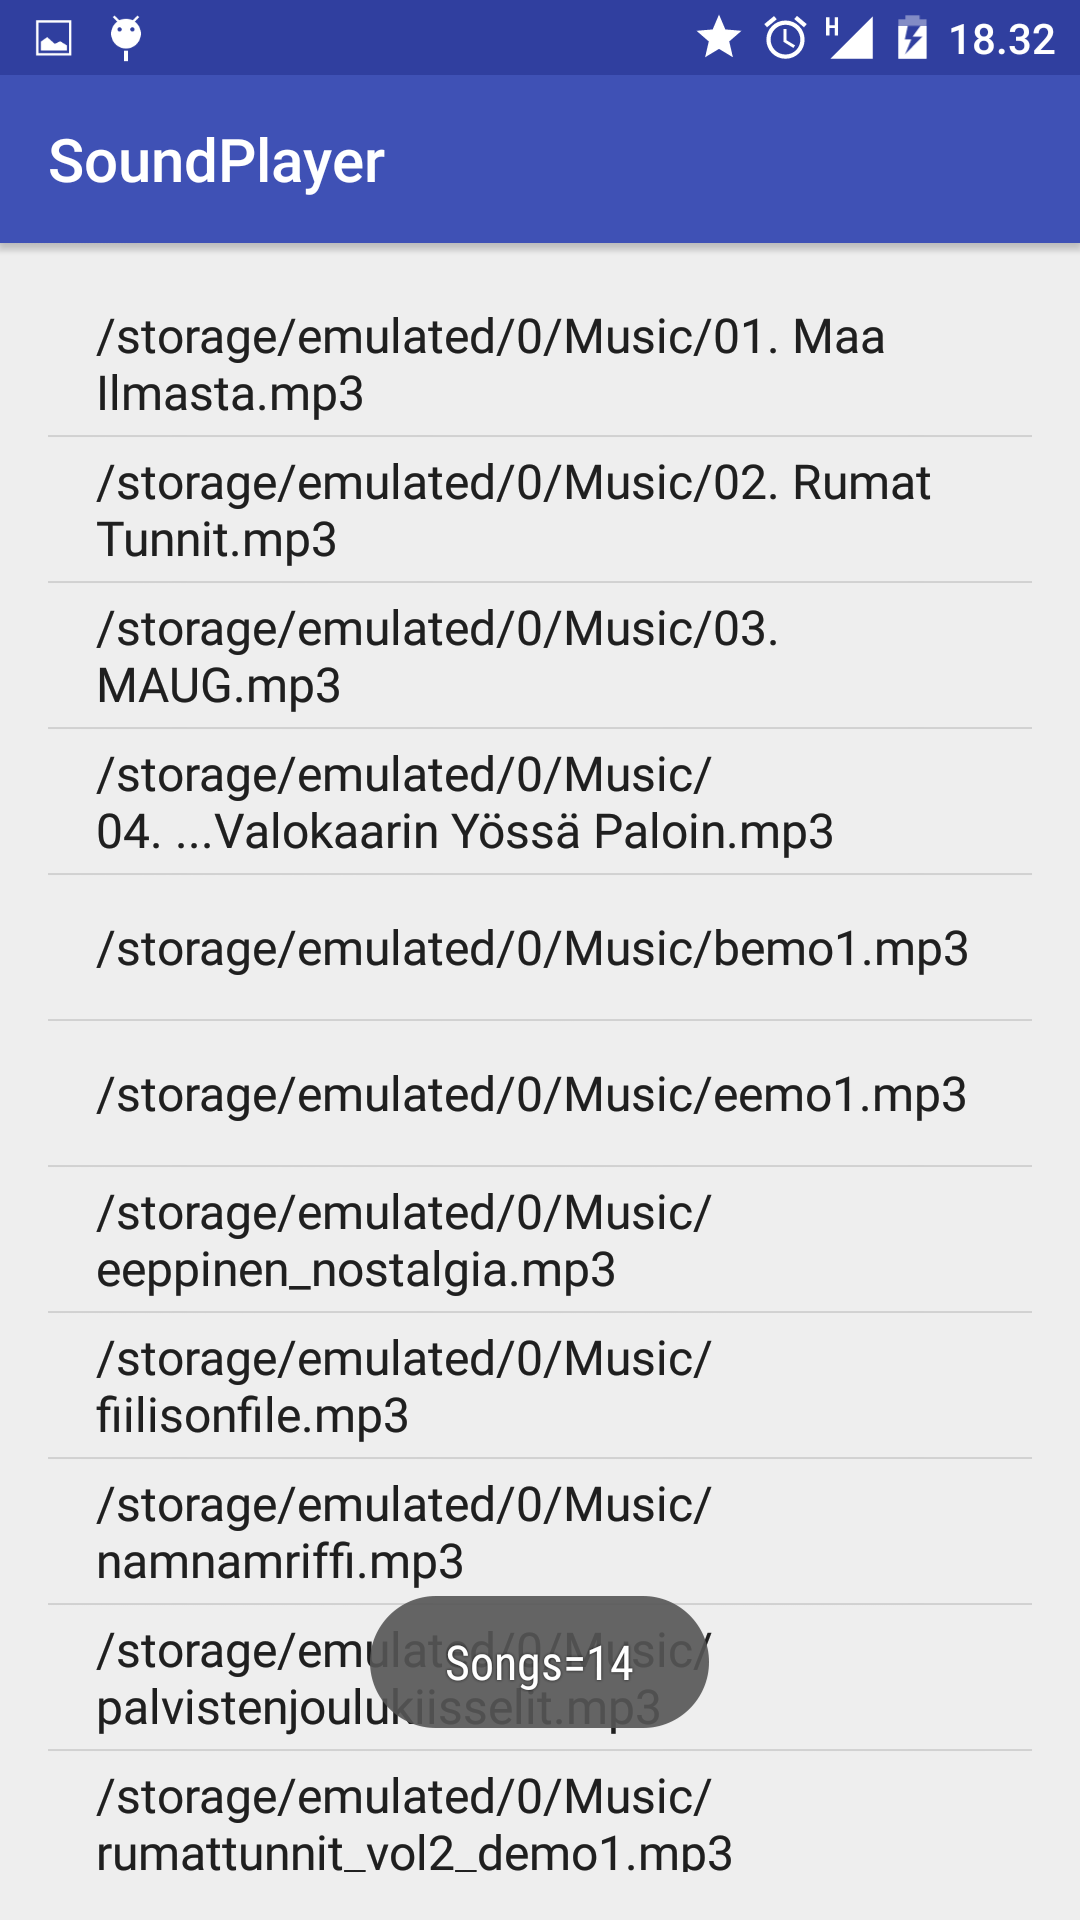 H 18.32
SoundPlayer
/storage/emulated/0/Music/01. Maa
Ilmasta.mp3
/storage/emulated/0/Music/02. Rumat
Tunnit.mp3
/storage/emulated/0/Music/03.
MAUG.mp3
/storage/emulated/0/Music/
04. ...Valokaarin Yössä Paloin.mp3
/storage/emulated/0/Music/bemo1.mp3
/storage/emulated/0/Music/eemo1.mp3
/storage/emulated/0/Music/
eeppinen_nostalgia.mp3
/storage/emulated/0/Music/
fiilisonfile.mp3
/storage/emulated/0/Music/
namnamriffi.mp3
/storage/emulated/0/Music/
Songs=14
palvistenjoulukiisselit.mp3
/storage/emulated/0/Music/
rumattunnit_vol2_demo1.mp3